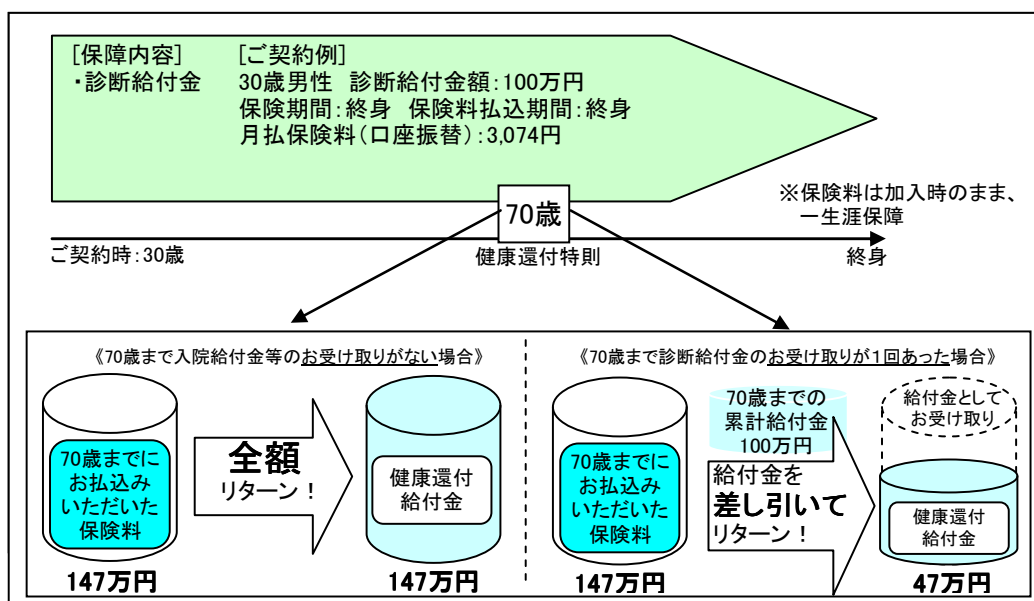 [保障内容] [ご契約例]
・診断給付金 30歳男性 診断給付金額:100万円
保険期間:終身 保険料払込期間:終身
月払保険料(口座振替):3,074円
※保険料は加入時のまま、
一生涯保障
70歳
ご契約時:30歳 健康還付特則 終身
《70歳まで入院給付金等のお受け取りがない場合》
70歳までに
お払込み
いただいた
保険料
147万円
全額
リターン!
健康還付
給付金
147万円
《70歳まで診断給付金のお受け取りが1回あった場合》
70歳までに
お払込み
いただいた
保険料
147万円
70歳までの
累計給付金
100万円
給付金を
差し引いて
リターン!
給付金として
お受け取り
健康還付
給付金
47万円